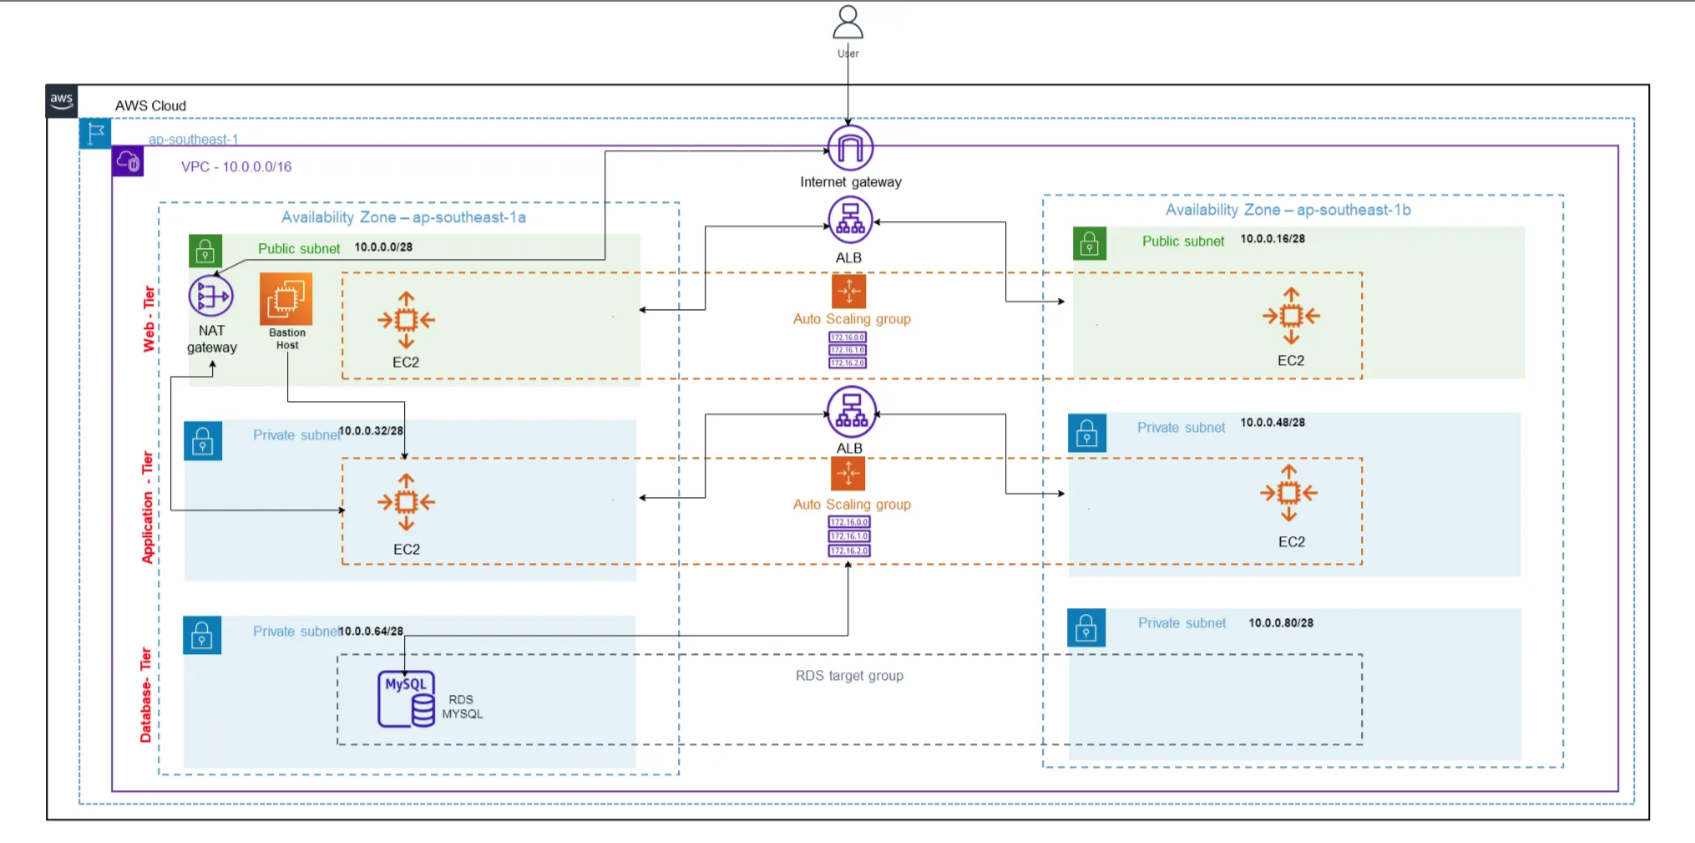 User
aws
AWS Cloud
ap-southeast-1
VPC - 10.0.0.0/16
Internet gateway
Availability Zone – ap-southeast-1a
Availability Zone – ap-southeast-1b
Public subnet 10.0.0.0/28
ALB
Public subnet 10.0.0.16/28
Web - Tier
NAT
gateway
Bastion
Host
EC2
Auto Scaling group
172.16.0.0
172.16.1.0
172.16.2.0
EC2
Private subnet 10.0.0.32/28
ALB
Private subnet 10.0.0.48/28
Application - Tier
EC2
Auto Scaling group
172.16.0.0
172.16.1.0
172.16.2.0
EC2
Private subnet 10.0.0.64/28
Private subnet 10.0.0.80/28
Database- Tier
MySQL
RDS
MYSQL
RDS target group